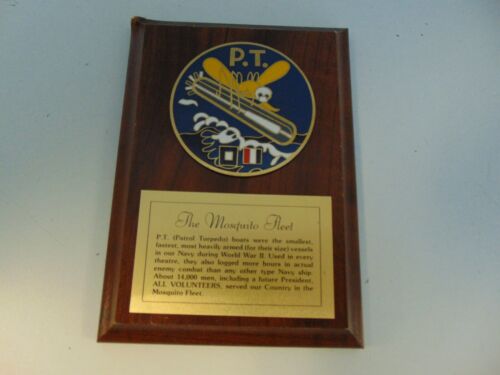 P.T.
The Mosquito Fleet
P.T. (Patrol Torpedo) boats were the smallest,
fastest, most heavily armed (for their size) vessels
in our Navy during World War II. Used in every
theatre, they also logged more hours in actual
enemy combat than any other type Navy ship.
About 14,000 men, including a future President,
ALL VOLUNTEERS, served our Country in the
Mosquito Fleet.